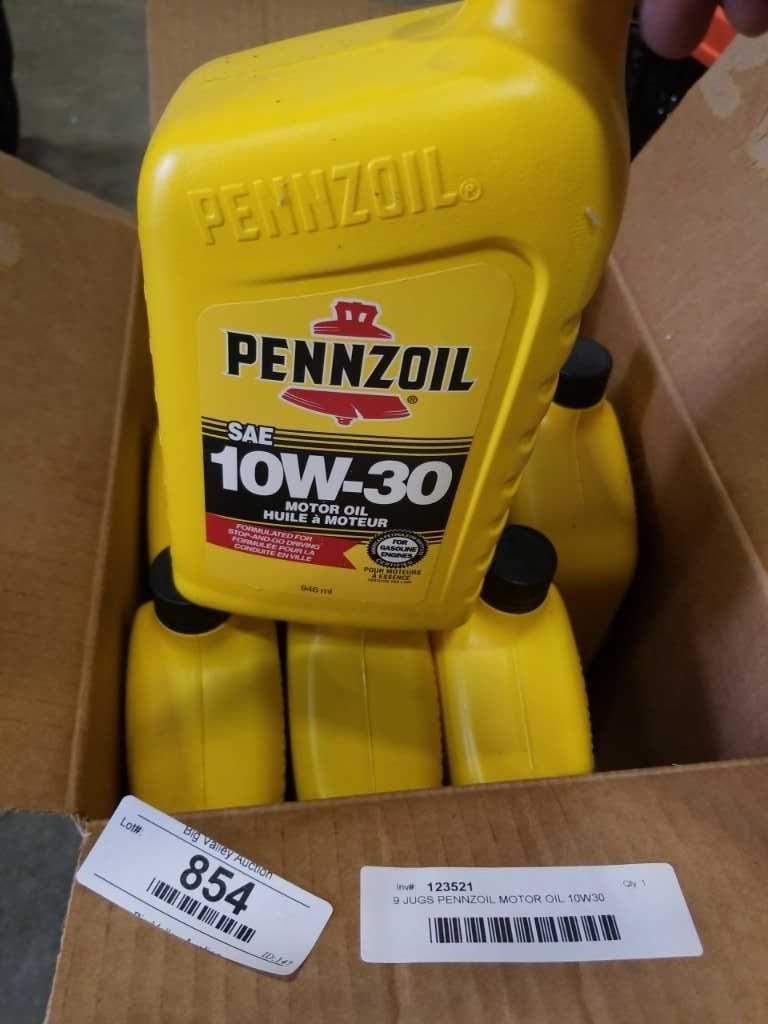 PENNZOIL®
PENNZOIL®
SAE
10W-30
MOTOR OIL
HUILE à MOTEUR
FORMULATED FOR
STOP-AND-GO DRIVING
FORMULÉE POUR LA
CONDUITE EN VILLE
FOR
GASOLINE
ENGINES
POUR MOTEURS
À ESSENCE
946 ml
Lot#:
Big Valley Auction
854
Inv# 123521
Qty 1
9 JUGS PENNZOIL MOTOR OIL 10W30